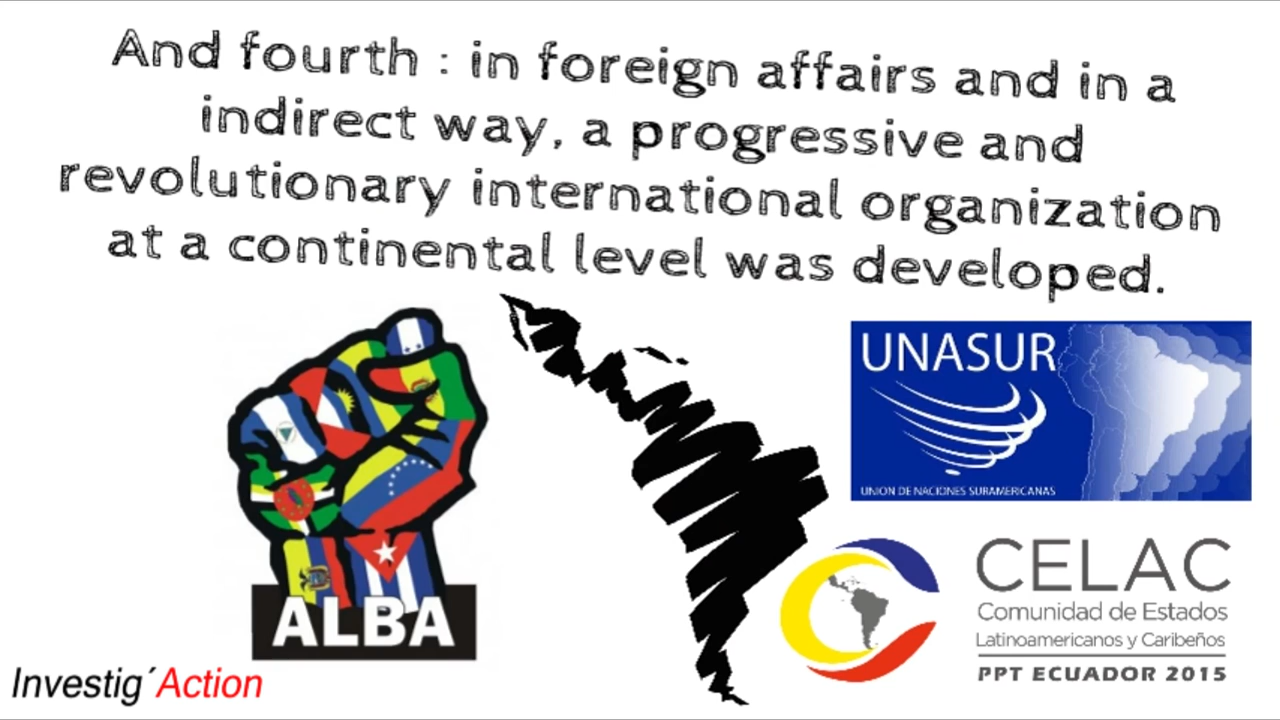 And fourth : in foreign affairs and in a
indirect way, a progressive and
revolutionary international organization
at a continental level was developed.
UNASUR
UNION DE NACIONES SURAMERICANAS
ALBA
CELAC
Comunidad de Estados
Latinoamericanos y Caribeños
PPT ECUADOR 2015
Investig´Action